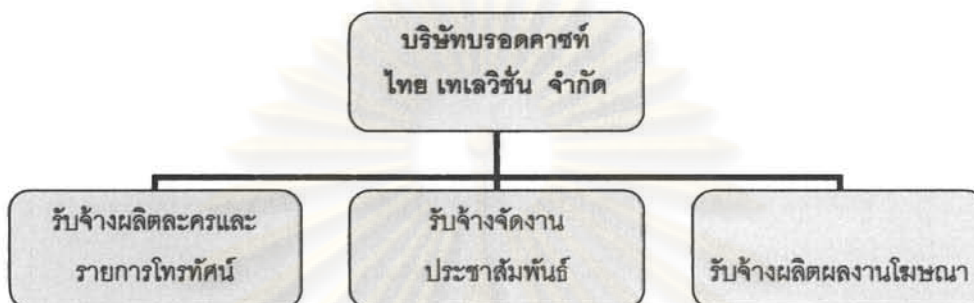 บริษัทบรอดคาซท์
ไทย เทเลวิชั่น จำกัด
รับจ้างผลิตละครและ
รายการโทรทัศน์
รับจ้างจัดงาน
ประชาสัมพันธ์
รับจ้างผลิตผลงานโฆษณา